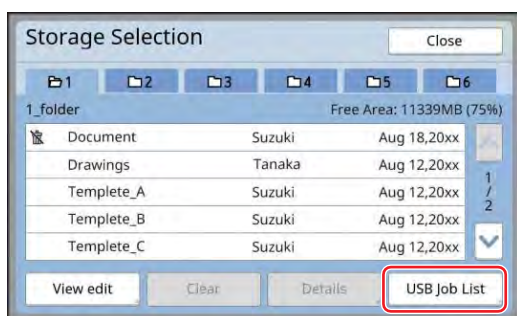 Storage Selection Close
1 2 3 4 5 6
1_folder Free Area: 11339MB (75%)
Document Suzuki Aug 18,20xx
Drawings Tanaka Aug 12,20xx
Templete_A Suzuki Aug 12,20xx
1
/
2
Templete_B Suzuki Aug 12,20xx
Templete_C Suzuki Aug 12,20xx
View edit Clear Details USB Job List